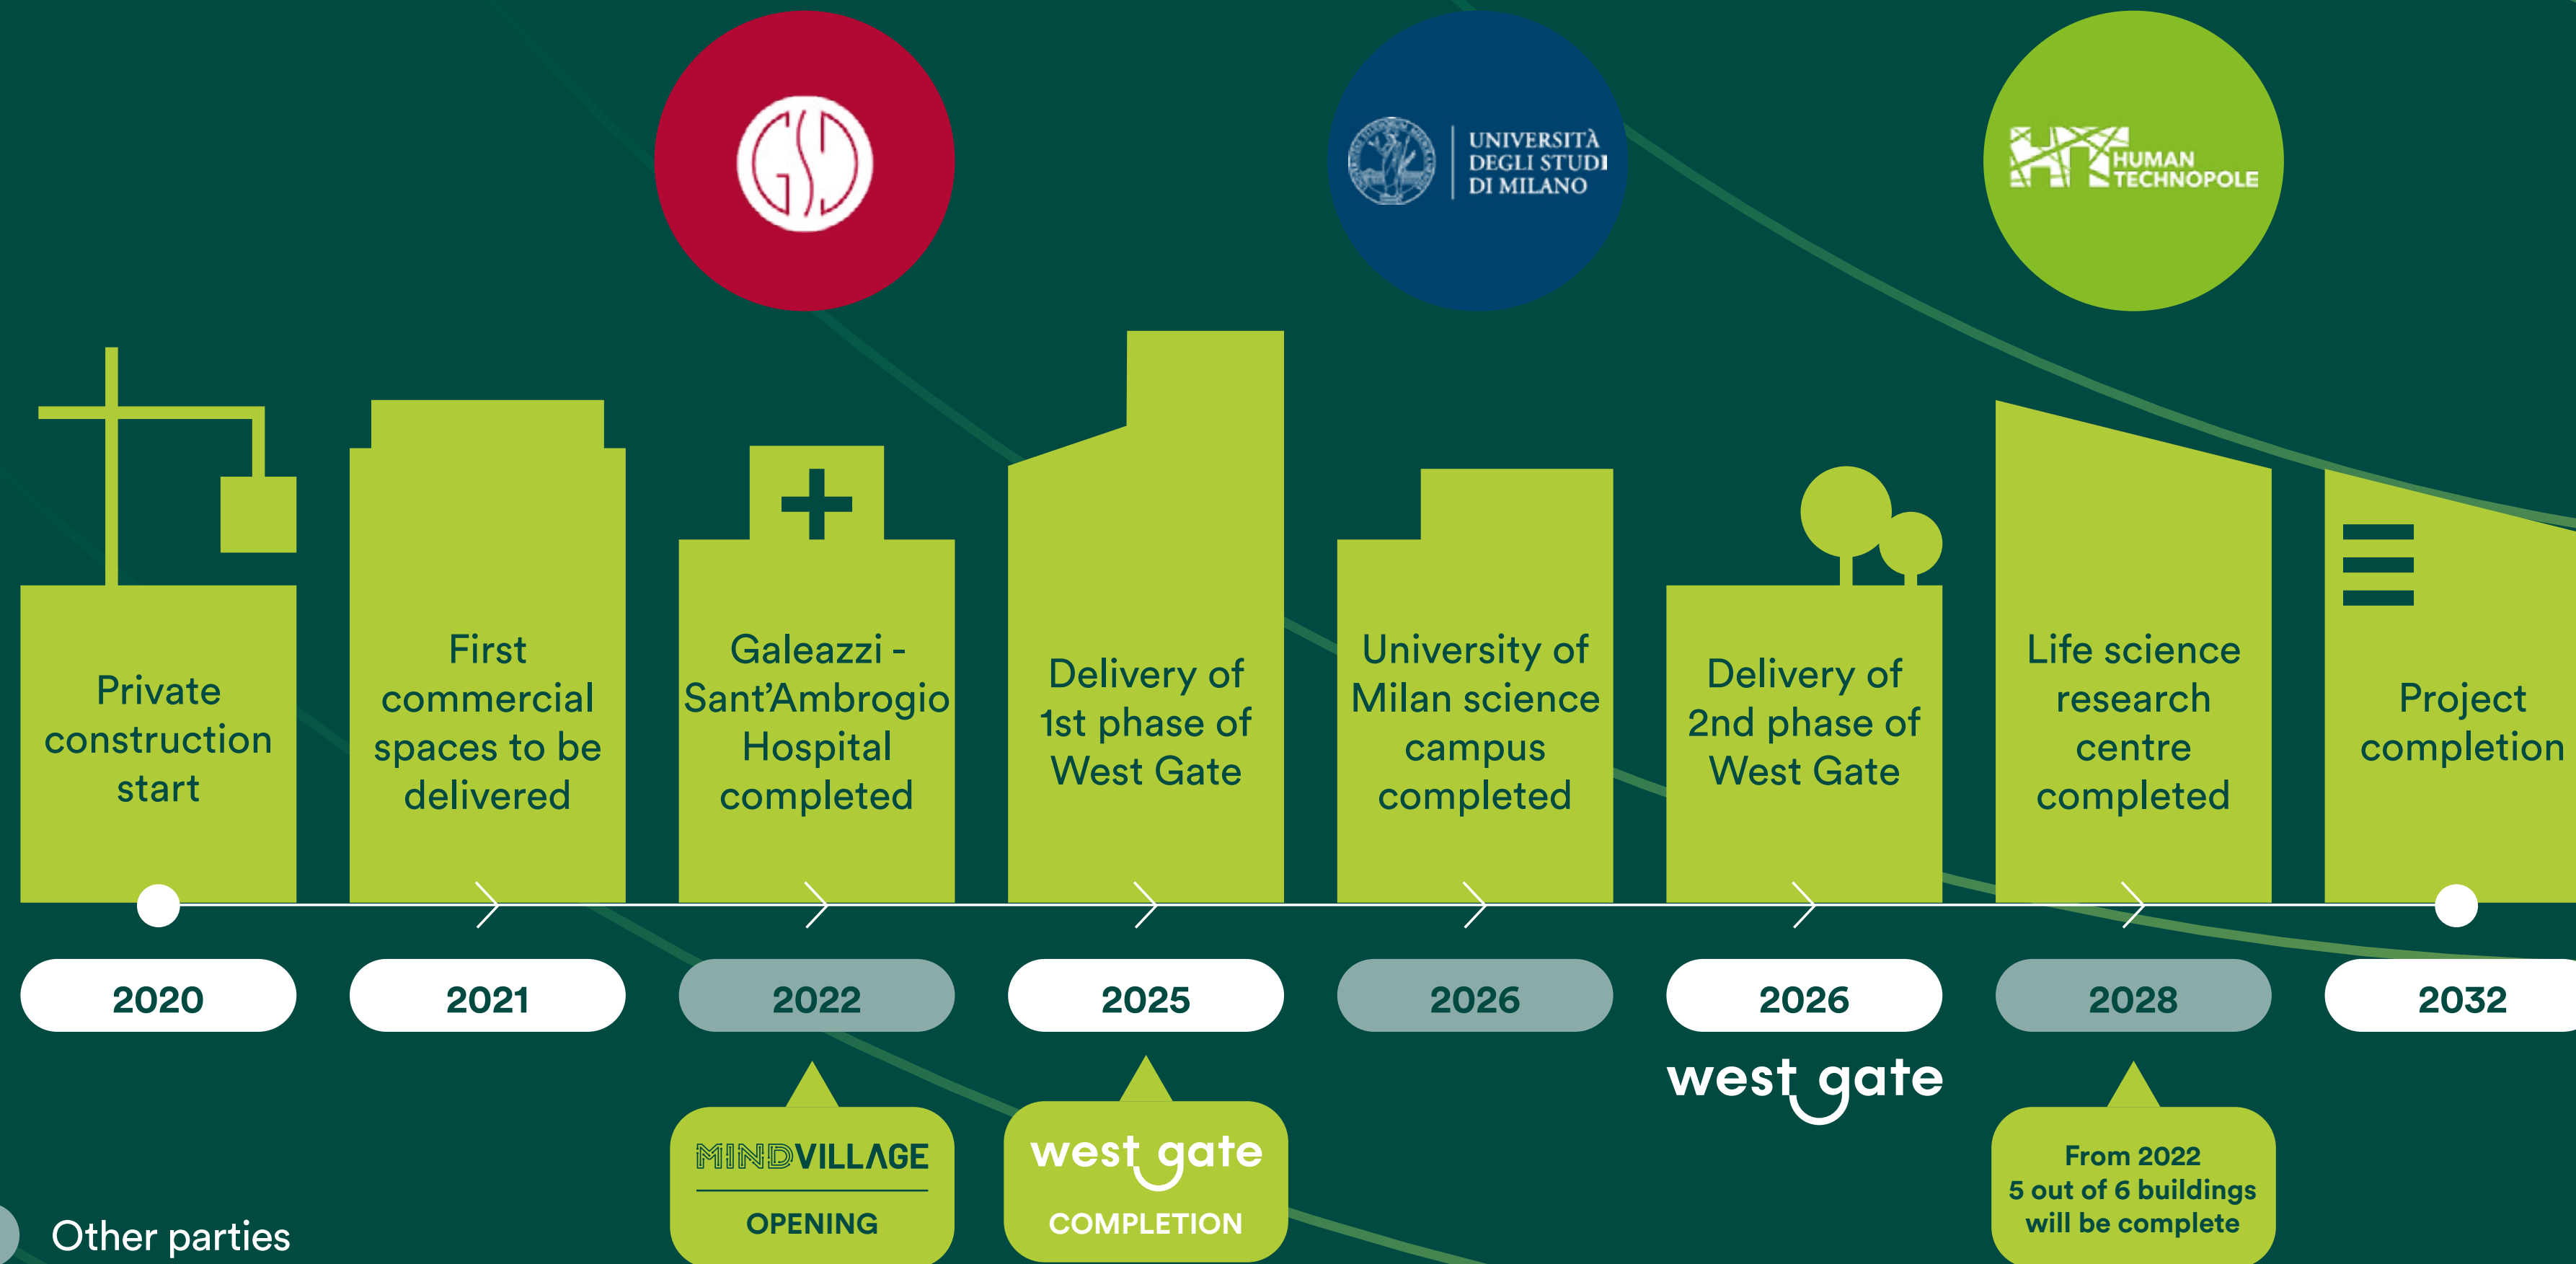 GSD
UNIVERSITÀ
DEGLI STUDI
DI MILANO
HT HUMAN
TECHNOPOLE
Private
construction
start
First
commercial
spaces to be
delivered
Galeazzi -
Sant'Ambrogio
Hospital
completed
Delivery of
1st phase of
West Gate
University of
Milan science
campus
completed
Delivery of
2nd phase of
West Gate
Life science
research
centre
completed
Project
completion
2020
2021
2022
2025
2026
2026
2028
2032
MINDVILLAGE
OPENING
west gate
COMPLETION
west gate
From 2022
5 out of 6 buildings
will be complete
Other parties